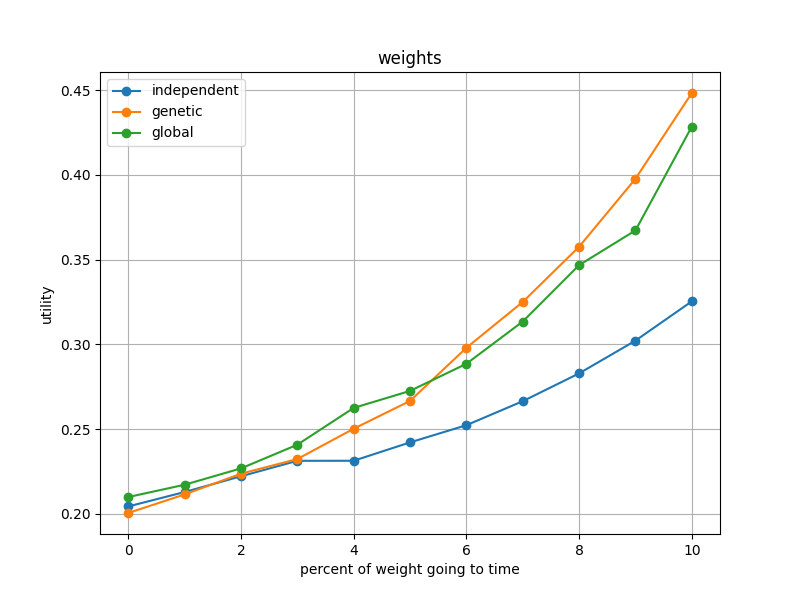 weights
independent
genetic
global
0.45
0.40
0.35
0.30
0.25
0.20
utility
0 2 4 6 8 10
percent of weight going to time